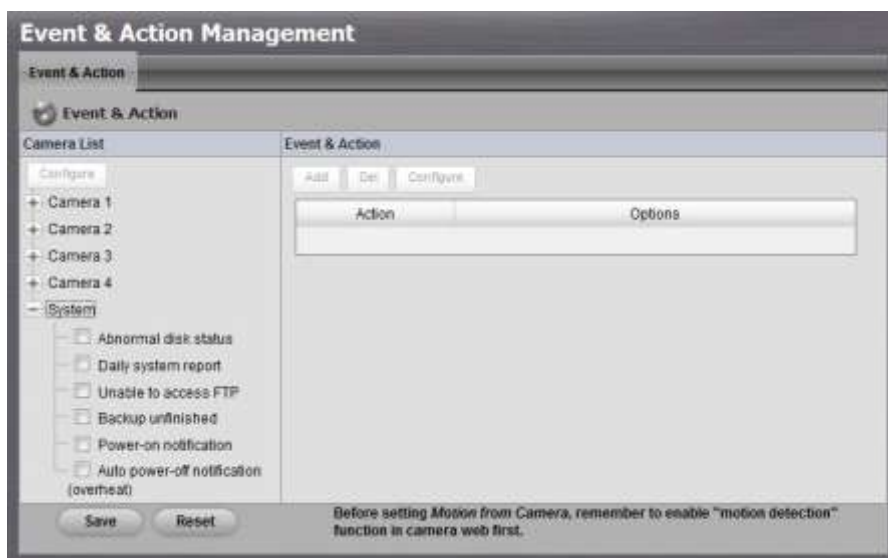 Event & Action Management
Event & Action
Event & Action
Camera List
Event & Action
Configure
Add
Del
Configure
+ Camera 1
+ Camera 2
+ Camera 3
+ Camera 4
- System
Action
Options
Abnormal disk status
Daily system report
Unable to access FTP
Backup unfinished
Power-on notification
Auto power-off notification
(overheat)
Save
Reset
Before setting Motion from Camera, remember to enable "motion detection"
function in camera web first.